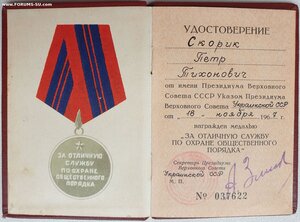 www.FORUMS-SU.com
ЗА ОТЛИЧНУЮ
СЛУЖБУ
ПО ОХРАНЕ
ОБЩЕСТВЕННОГО
ПОРЯДКА
УДОСТОВЕРЕНИЕ
Скорик
Петр
Тихонович
от имени Президиума Верховного
Совета СССР Указом Президиума
Верховного Совета Украинской ССР
от 18 ноября 196 г.
награжден медалью
„ЗА ОТЛИЧНУЮ СЛУЖБУ
ПО ОХРАНЕ ОБЩЕСТВЕННОГО
ПОРЯДКА"
Секретарь Президиума
Верховного Совета
Украинской ССР
М. П.
№ 037622